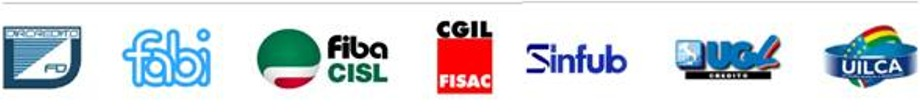 DIRCREDITO
FD
fabi
Fiba
CISL
CGIL
FISAC
Sinfub
UGL
CREDITO
UILCA